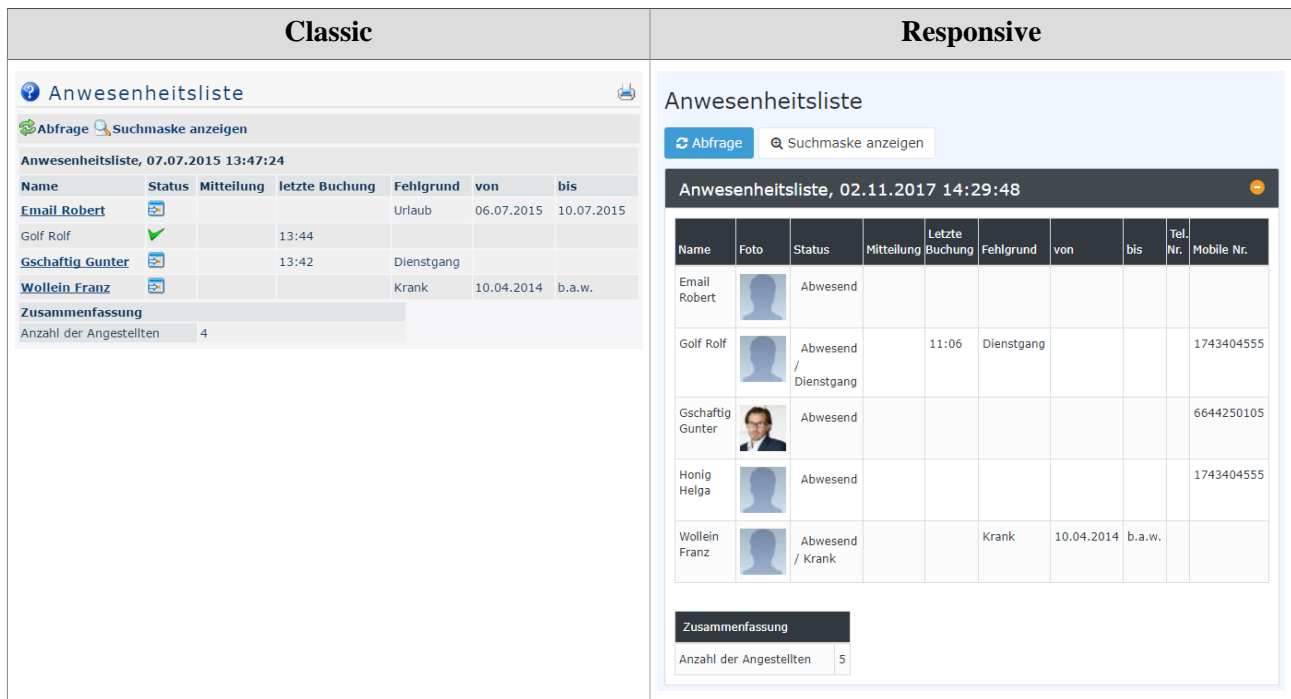 Classic
Responsive
Anwesenheitsliste
Abfrage Suchmaske anzeigen
Anwesenheitsliste, 07.07.2015 13:47:24
Name Status Mitteilung letzte Buchung Fehlgrund von bis
Email Robert Urlaub 06.07.2015 10.07.2015
Golf Rolf 13:44
Gschaftig Gunter 13:42 Dienstgang
Wollein Franz Krank 10.04.2014 b.a.w.
Zusammenfassung
Anzahl der Angestellten 4
Anwesenheitsliste
Abfrage Suchmaske anzeigen
Anwesenheitsliste, 02.11.2017 14:29:48
Letzte Tel.
Name Foto Status Mitteilung Buchung Fehlgrund von bis Nr. Mobile Nr.
Email Abwesend
Robert
Golf Rolf Abwesend 11:06 Dienstgang 1743404555
/
Dienstgang
Gschaftig Abwesend 6644250105
Gunter
Honig Abwesend 1743404555
Helga
Wollein Abwesend Krank 10.04.2014 b.a.w.
Franz / Krank
Zusammenfassung
Anzahl der Angestellten 5